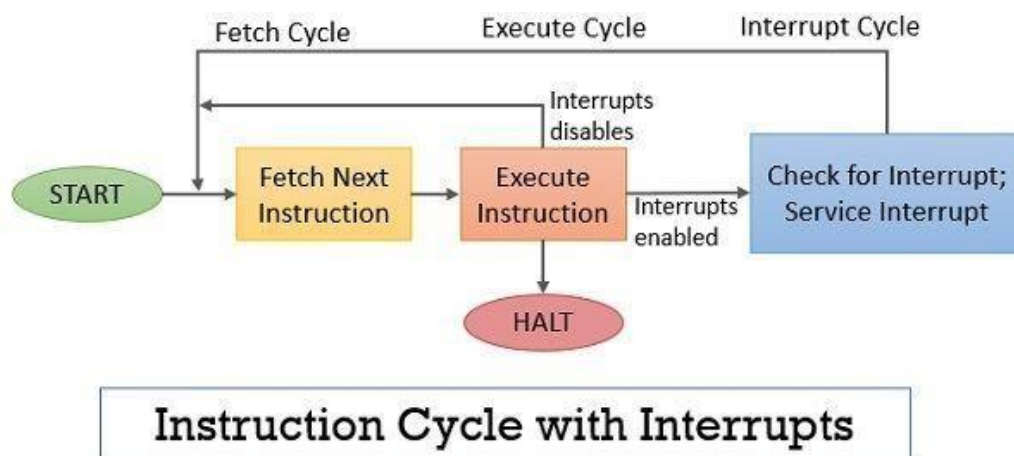 Fetch Cycle
Execute Cycle
Interrupt Cycle
Interrupts
disables
START
Fetch Next
Instruction
Execute
Instruction
Interrupts
enabled
Check for Interrupt;
Service Interrupt
HALT
Instruction Cycle with Interrupts